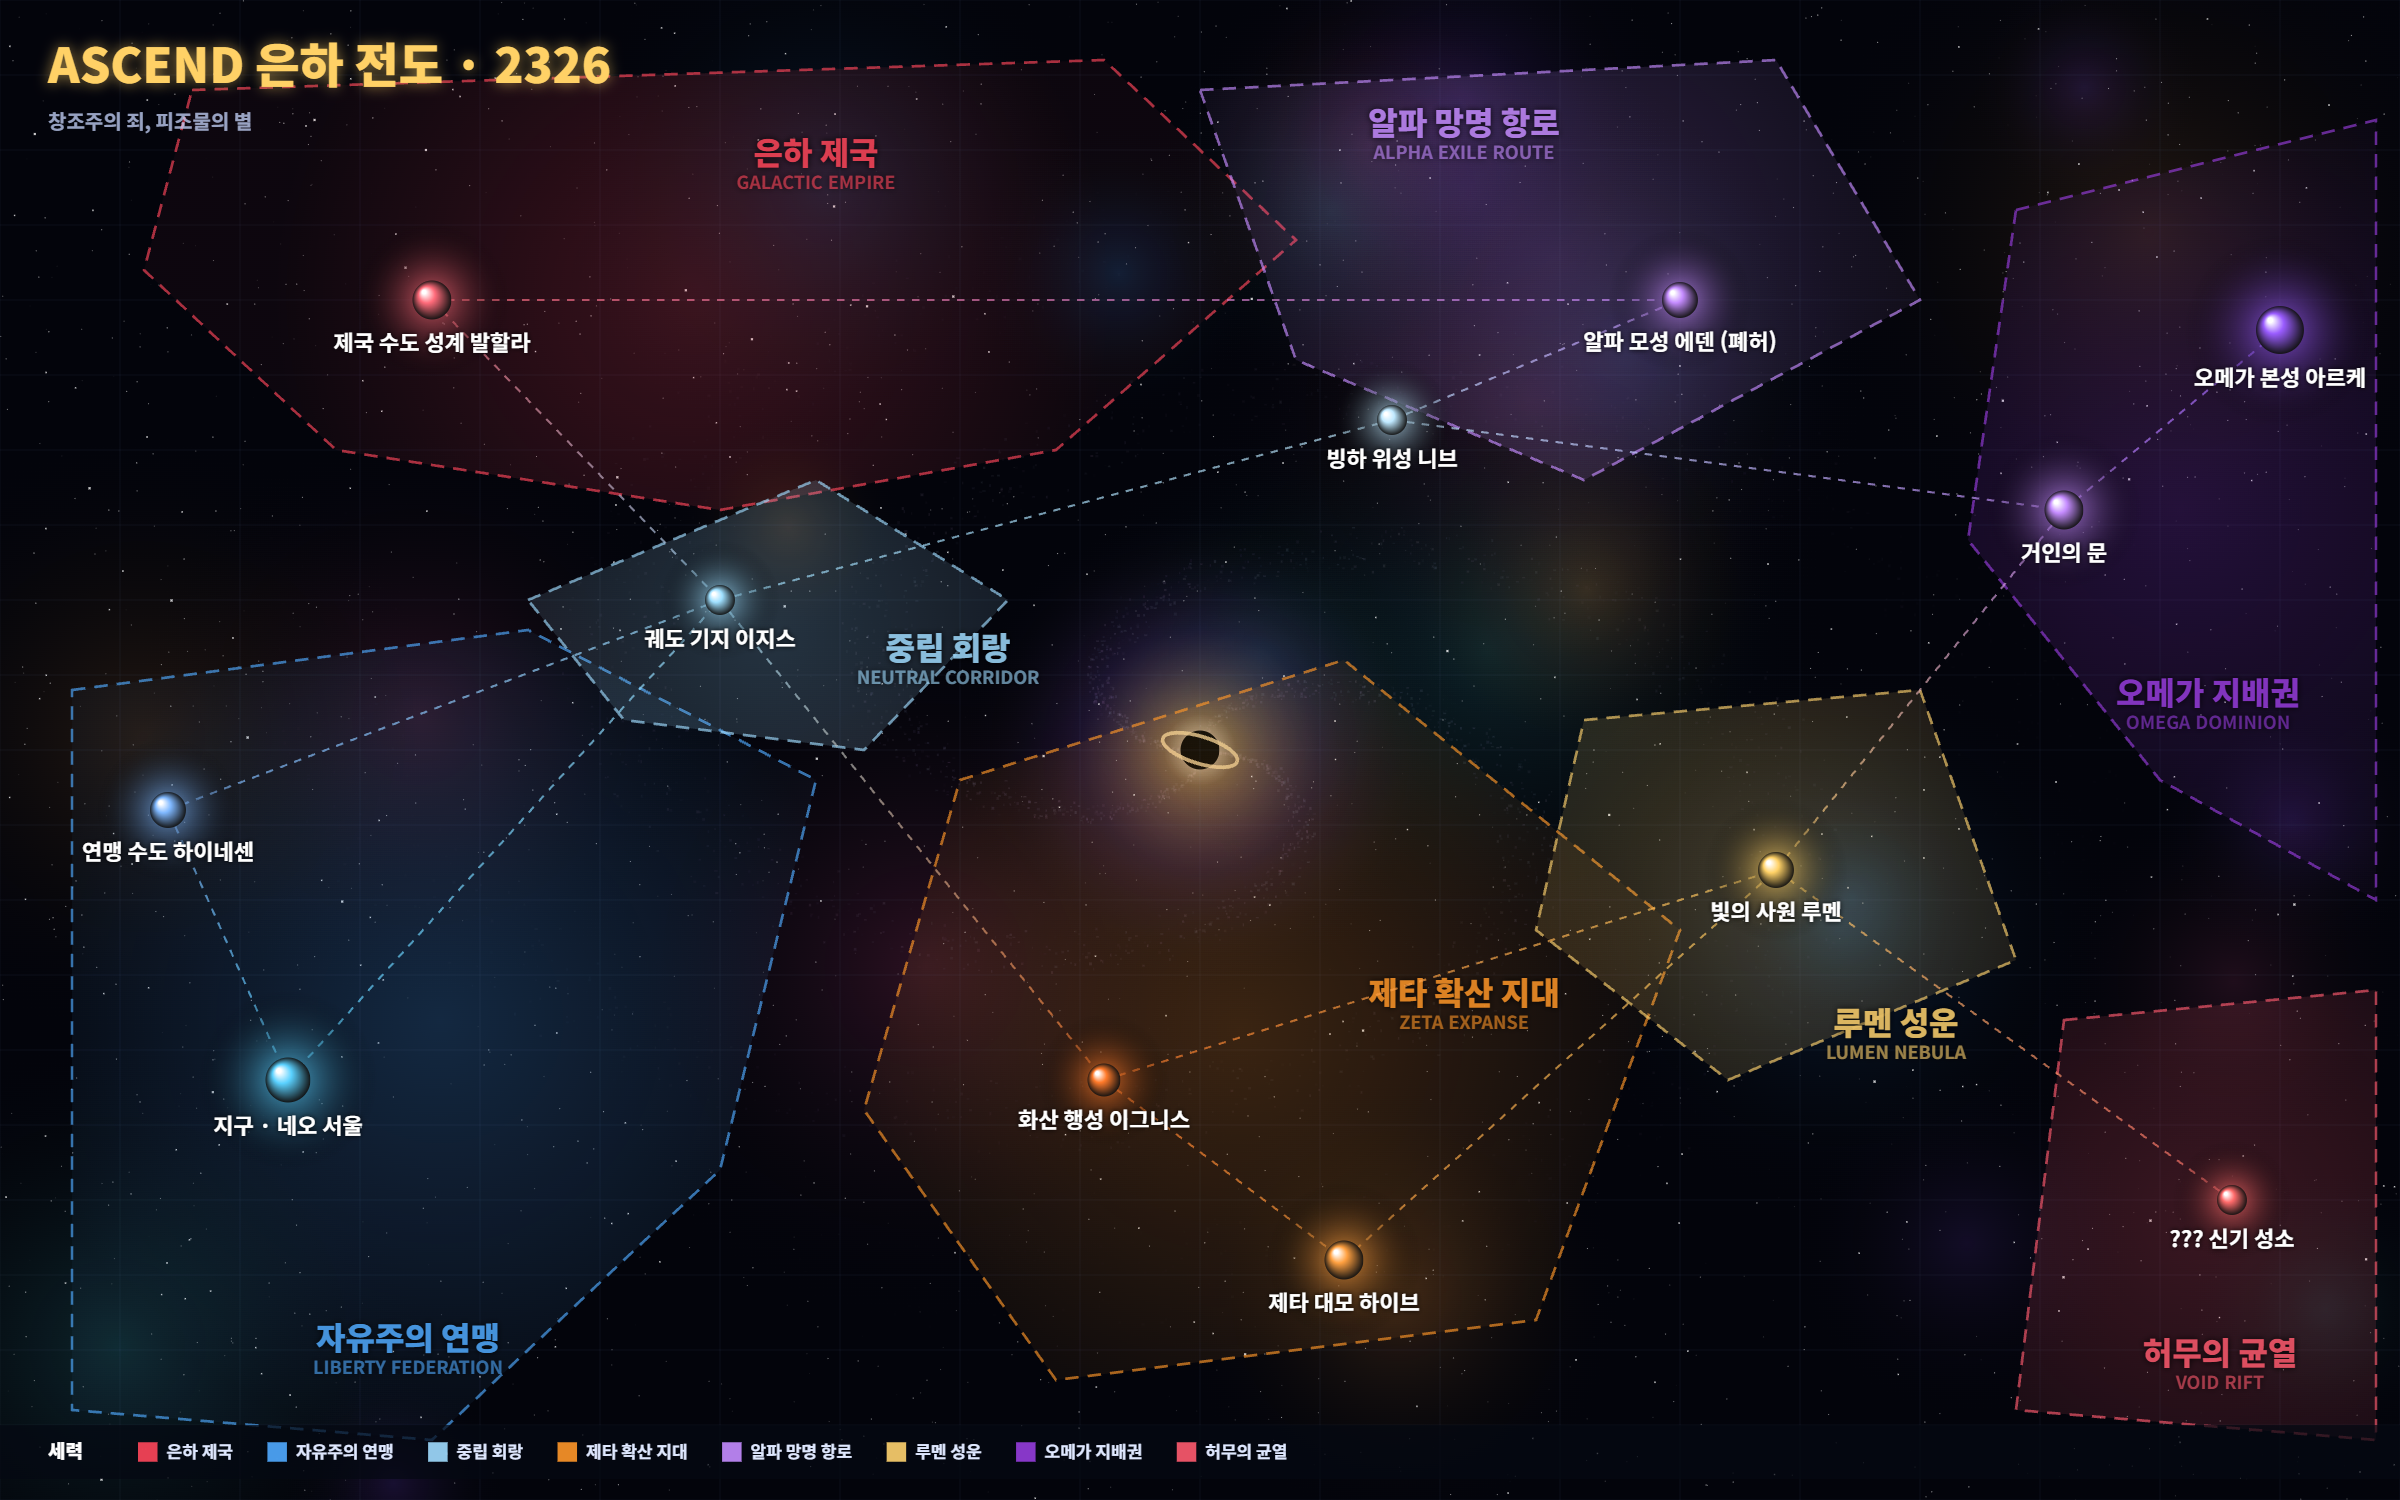 ASCEND 은하 전도 · 2326
창조주의 죄, 피조물의 별
알파 망명 항로
ALPHA EXILE ROUTE
은하 제국
GALACTIC EMPIRE
제국 수도 성계 발할라
알파 모성 에덴 (폐허)
오메가 본성 아르케
빙하 위성 니브
거인의 문
궤도 기지 이지스
중립 회랑
NEUTRAL CORRIDOR
오메가 지배권
OMEGA DOMINION
연맹 수도 하이네센
빛의 사원 루멘
제타 확산 지대
ZETA EXPANSE
루멘 성운
LUMEN NEBULA
지구 · 네오 서울
화산 행성 이그니스
??? 신기 성소
제타 대모 하이브
자유주의 연맹
LIBERTY FEDERATION
허무의 균열
VOID RIFT
세력
은하 제국
자유주의 연맹
중립 회랑
제타 확산 지대
알파 망명 항로
루멘 성운
오메가 지배권
허무의 균열